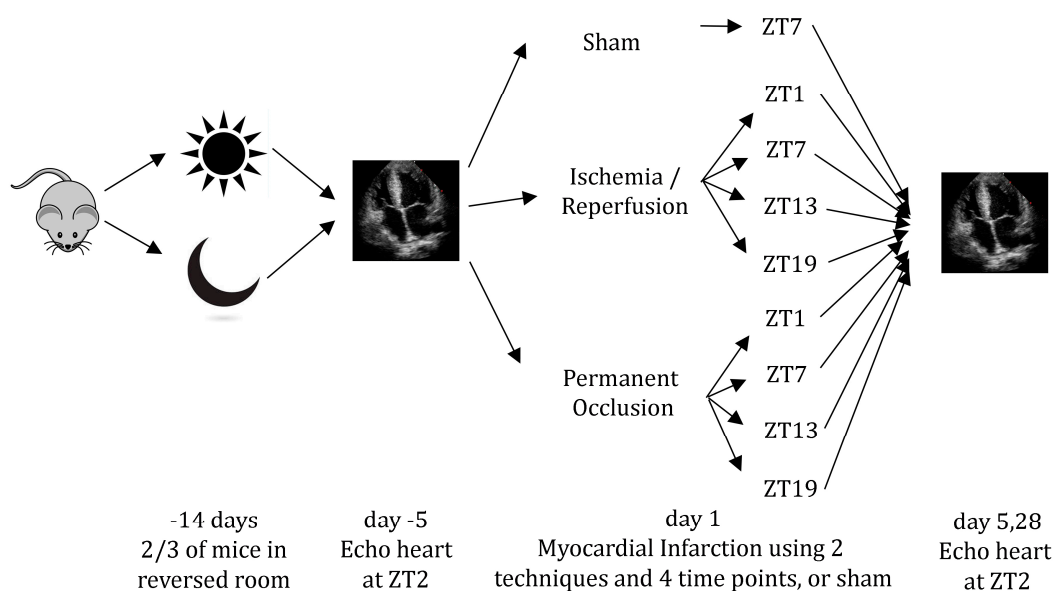 Sham
ZT7
Ischemia /
Reperfusion
ZT1
ZT7
ZT13
ZT19
Permanent
Occlusion
ZT1
ZT7
ZT13
ZT19
-14 days
2/3 of mice in
reversed room
day -5
Echo heart
at ZT2
day 1
Myocardial Infarction using 2
techniques and 4 time points, or sham
day 5,28
Echo heart
at ZT2